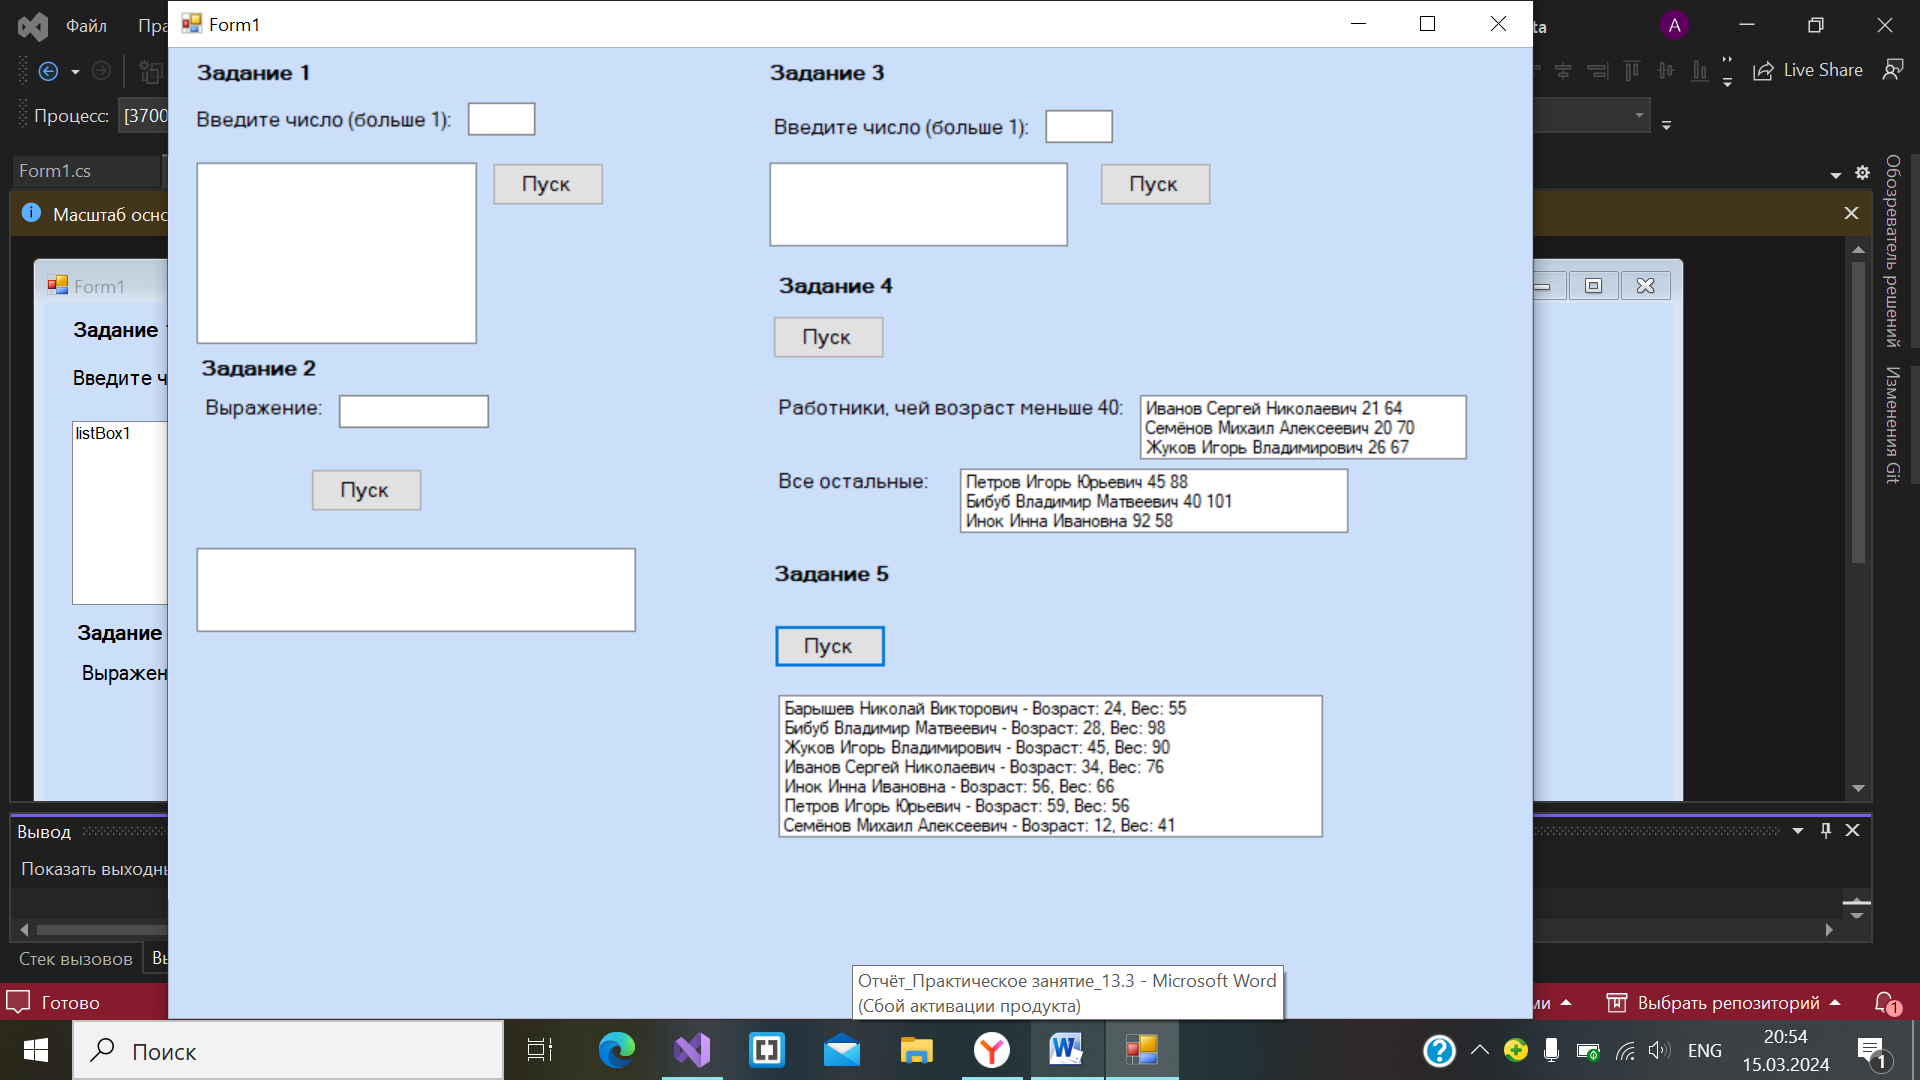 Файл
Form1
Live Share
Процесс:
[3700
Form1.cs
Form1
Задание 1
Введите число (больше 1):
Пуск
Задание 2
Выражение:
Пуск
Задание 3
Введите число (больше 1):
Пуск
Задание 4
Пуск
Работники, чей возраст меньше 40:
Иванов Сергей Николаевич 21 64
Семёнов Михаил Алексеевич 20 70
Жуков Игорь Владимирович 26 67
Все остальные:
Петров Игорь Юрьевич 45 88
Бибуб Владимир Матвеевич 40 101
Инок Инна Ивановна 92 58
Задание 5
Пуск
Барышев Николай Викторович - Возраст: 24, Вес: 55
Бибуб Владимир Матвеевич - Возраст: 28, Вес: 98
Жуков Игорь Владимирович - Возраст: 45, Вес: 90
Иванов Сергей Николаевич - Возраст: 34, Вес: 76
Инок Инна Ивановна - Возраст: 56, Вес: 66
Петров Игорь Юрьевич - Возраст: 59, Вес: 56
Семёнов Михаил Алексеевич - Возраст: 12, Вес: 41
Масштаб
Задание
Введите ч
listBox1
Задание
Выражен
Обозреватель решений
Изменения Git
Вывод
Показать выходнь
Стек вызовов
Готово
Выбрать репозиторий
1
Отчёт_Практическое занятие_13.3 - Microsoft Word
(Сбой активации продукта)
Поиск
ENG
20:54
15.03.2024
1